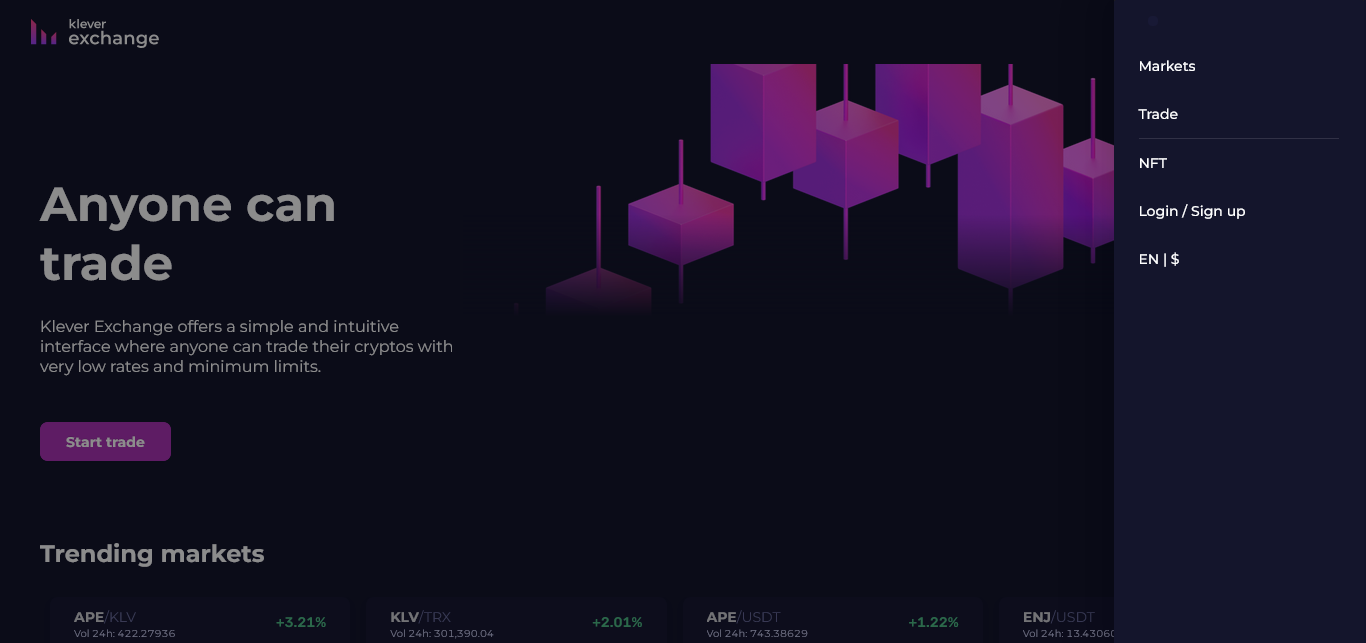 klever
exchange
Markets
Trade
NFT
Login / Sign up
EN | $
Anyone can
trade
Klever Exchange offers a simple and intuitive
interface where anyone can trade their cryptos with
very low rates and minimum limits.
Start trade
Trending markets
APE/KLV
+3.21%
Vol 24h: 422.27936
KLV/TRX
+2.01%
Vol 24h: 301,390.04
APE/USDT
+1.22%
Vol 24h: 743.38629
ENJ/USDT
Vol 24h: 13.43060